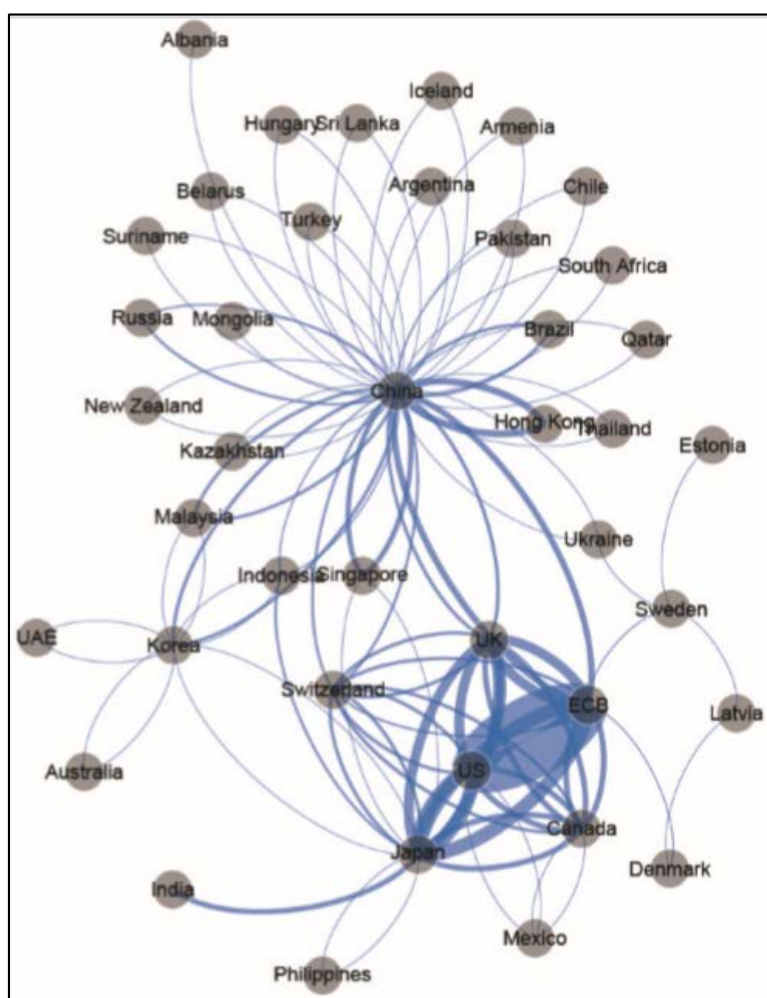 Albania
Iceland
Hungary
Sri Lanka
Armenia
Belarus
Argentina
Chile
Turkey
Suriname
Pakistan
South Africa
Russia
Mongolia
Brazil
Qatar
China
New Zealand
Hong Kong
Thailand
Kazakhstan
Estonia
Malaysia
Ukraine
Indonesia
Singapore
Sweden
UAE
Korea
UK
Switzerland
ECB
Latvia
Australia
US
Canada
Japan
Denmark
India
Mexico
Philippines